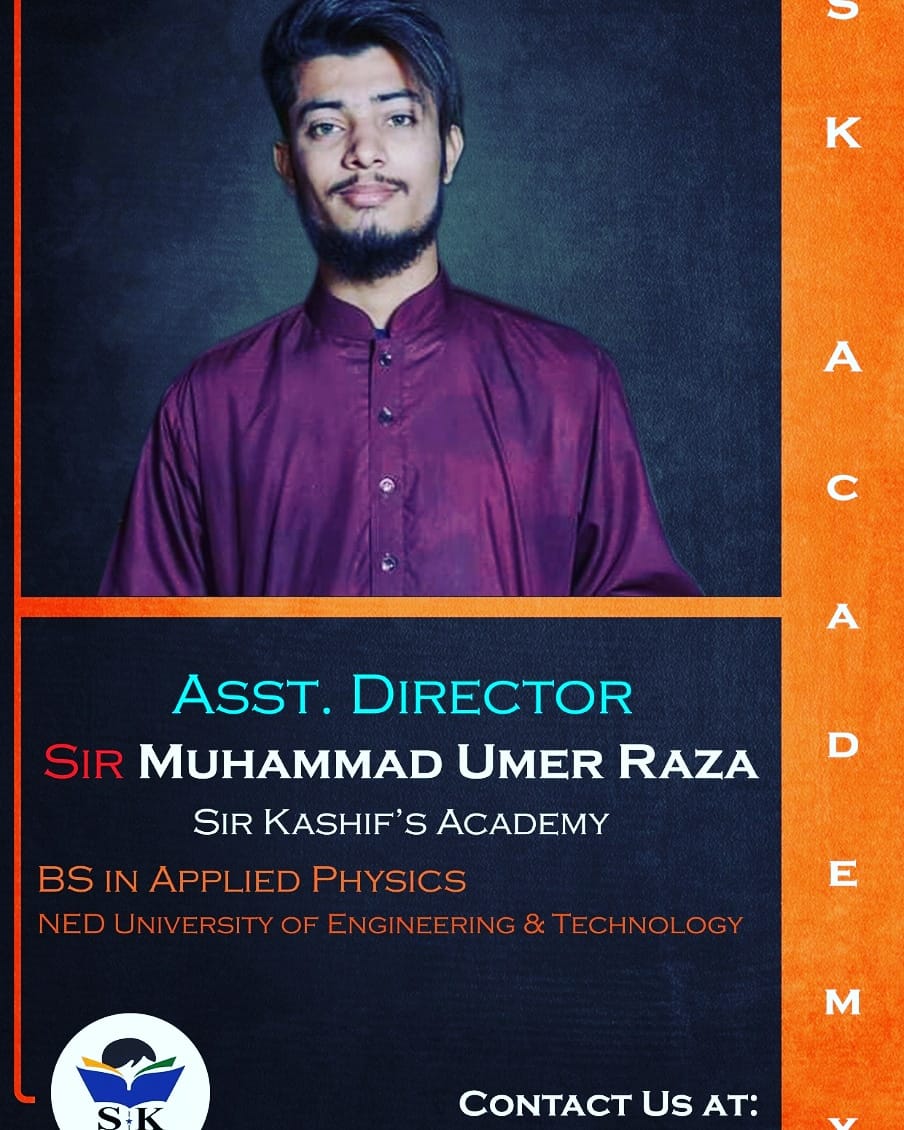 ASST. DIRECTOR
SIR MUHAMMAD UMER RAZA
SIR KASHIF'S ACADEMY
BS IN APPLIED PHYSICS
NED UNIVERSITY OF ENGINEERING & TECHNOLOGY
S K
CONTACT US AT:
SK ACADEMY